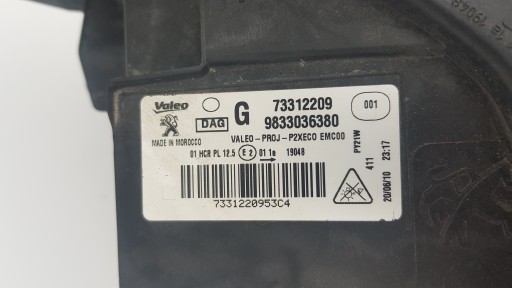 Valeo
G
73312209
001
DAG
9833036380
VALEO-PROJ-P2XECO EMC00
MADE IN MOROCCO
01 HCR PL 12.5 E2 01 1a 19048
PY21W
411
20/06/10 23:17
7331220953C4